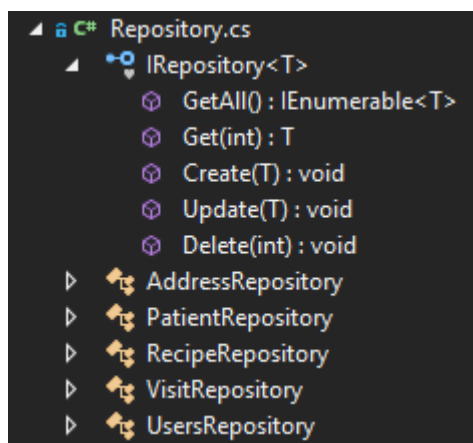 C# Repository.cs
IRepository<T>
GetAll() : IEnumerable<T>
Get(int) : T
Create(T) : void
Update(T) : void
Delete(int) : void
AddressRepository
PatientRepository
RecipeRepository
VisitRepository
UsersRepository